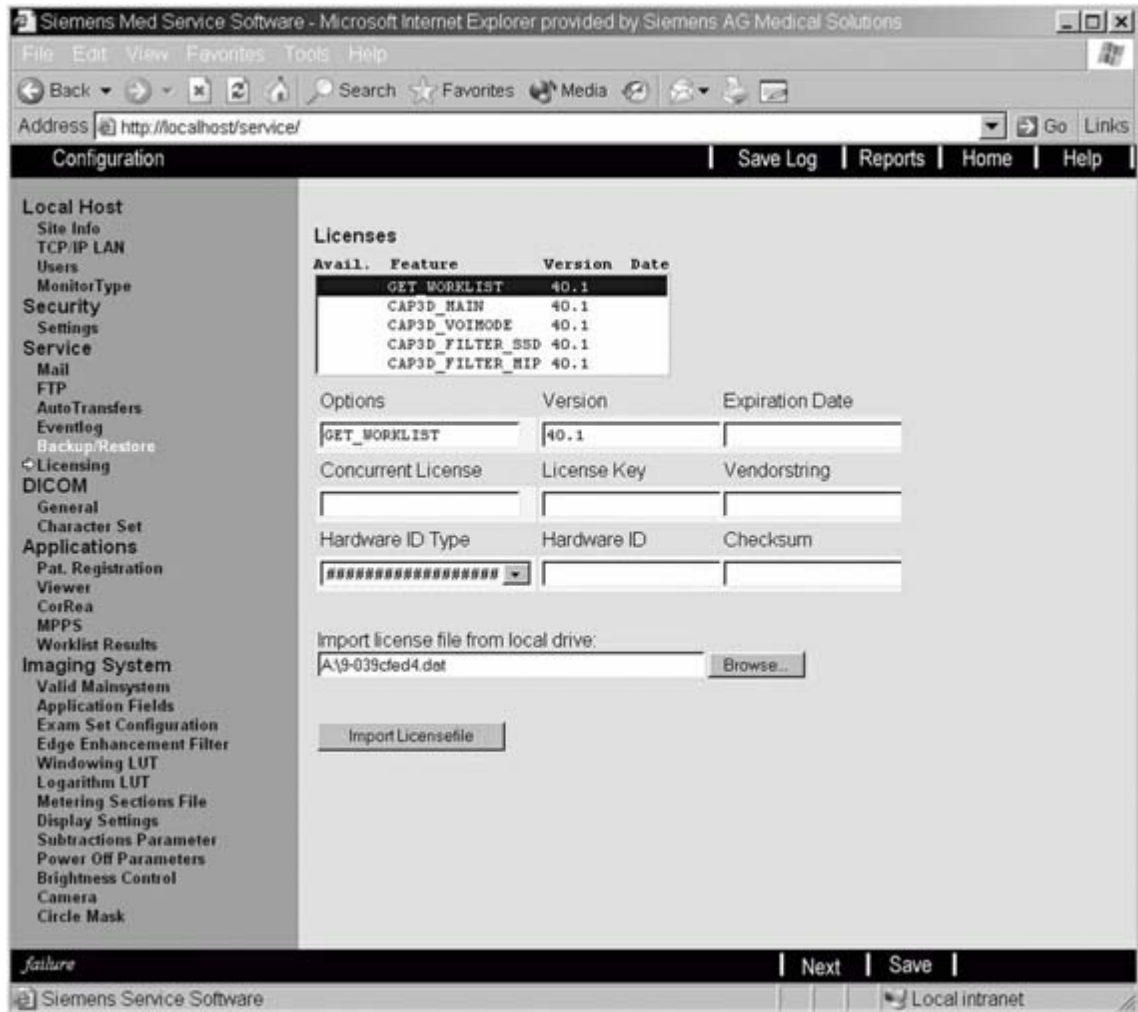 Siemens Med Service Software - Microsoft Internet Explorer provided by Siemens AG Medical Solutions
File Edit View Favorites Tools Help
Back Search Favorites Media
Address http://localhost/service/ Go Links
Configuration Save Log Reports Home Help
Local Host
Site Info
TCP/IP LAN
Users
MonitorType
Security
Settings
Service
Mail
FTP
AutoTransfers
Eventlog
Backup/Restore
Licensing
DICOM
General
Character Set
Applications
Pat. Registration
Viewer
CorRea
MPPS
Worklist Results
Imaging System
Valid Mainsystem
Application Fields
Exam Set Configuration
Edge Enhancement Filter
Windowing LUT
Logarithm LUT
Metering Sections File
Display Settings
Subtractions Parameter
Power Off Parameters
Brightness Control
Camera
Circle Mask
Licenses
Avail. Feature Version Date
GET_WORKLIST 40.1
CAP3D_MAIN 40.1
CAP3D_VOIMODE 40.1
CAP3D_FILTER_SSD 40.1
CAP3D_FILTER_MIP 40.1
Options Version Expiration Date
GET_WORKLIST 40.1
Concurrent License License Key Vendorstring
Hardware ID Type Hardware ID Checksum
##################
Import license file from local drive:
A:\9-039cfed4.dat Browse...
Import Licensefile
failure Next Save
Siemens Service Software Local intranet